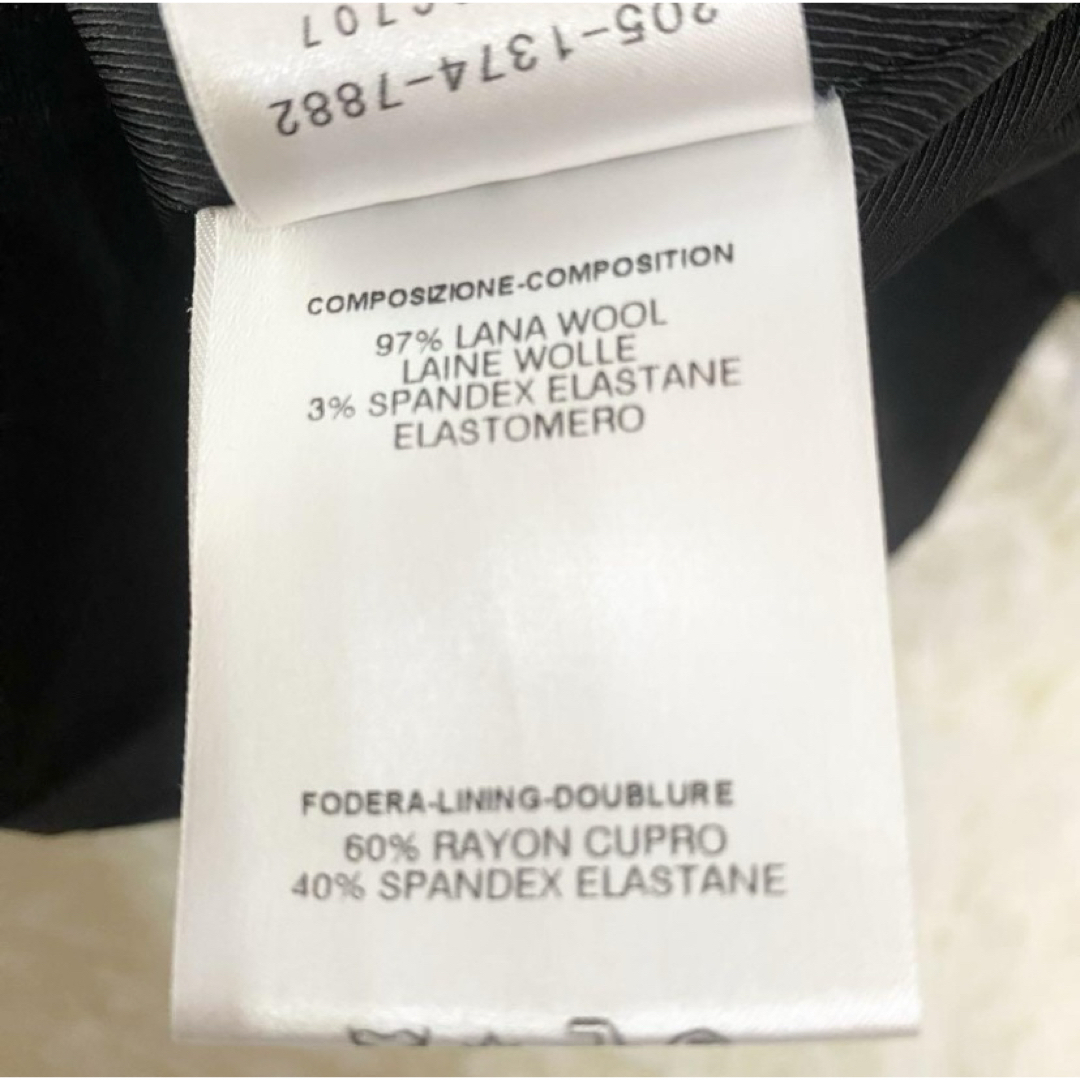 205-1374-7882
COMPOSIZIONE-COMPOSITION
97% LANA WOOL
LAINE WOLLE
3% SPANDEX ELASTANE
ELASTOMERO
FODERA-LINING-DOUBLURE
60% RAYON CUPRO
40% SPANDEX ELASTANE